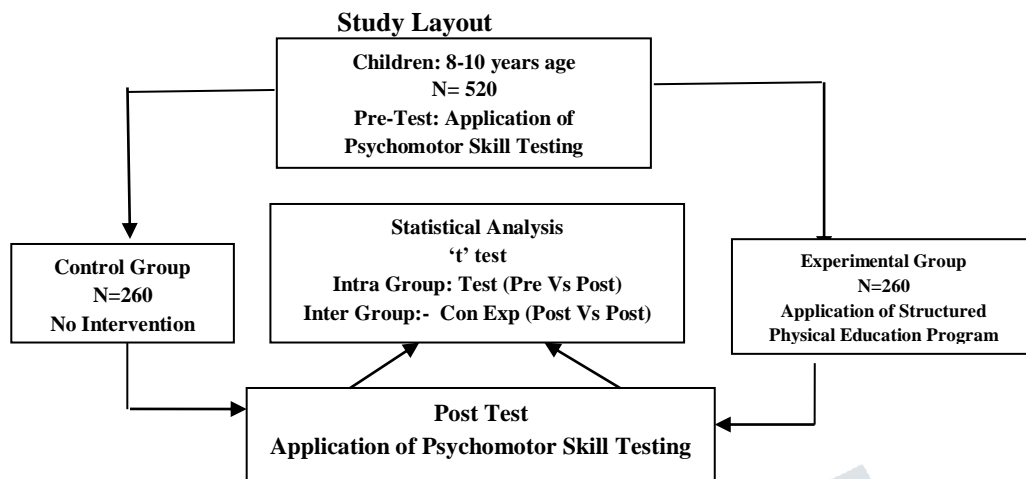 Study Layout
Children: 8-10 years age
N= 520
Pre-Test: Application of
Psychomotor Skill Testing
Control Group
N=260
No Intervention
Statistical Analysis
‘t’ test
Intra Group: Test (Pre Vs Post)
Inter Group:- Con Exp (Post Vs Post)
Experimental Group
N=260
Application of Structured
Physical Education Program
Post Test
Application of Psychomotor Skill Testing